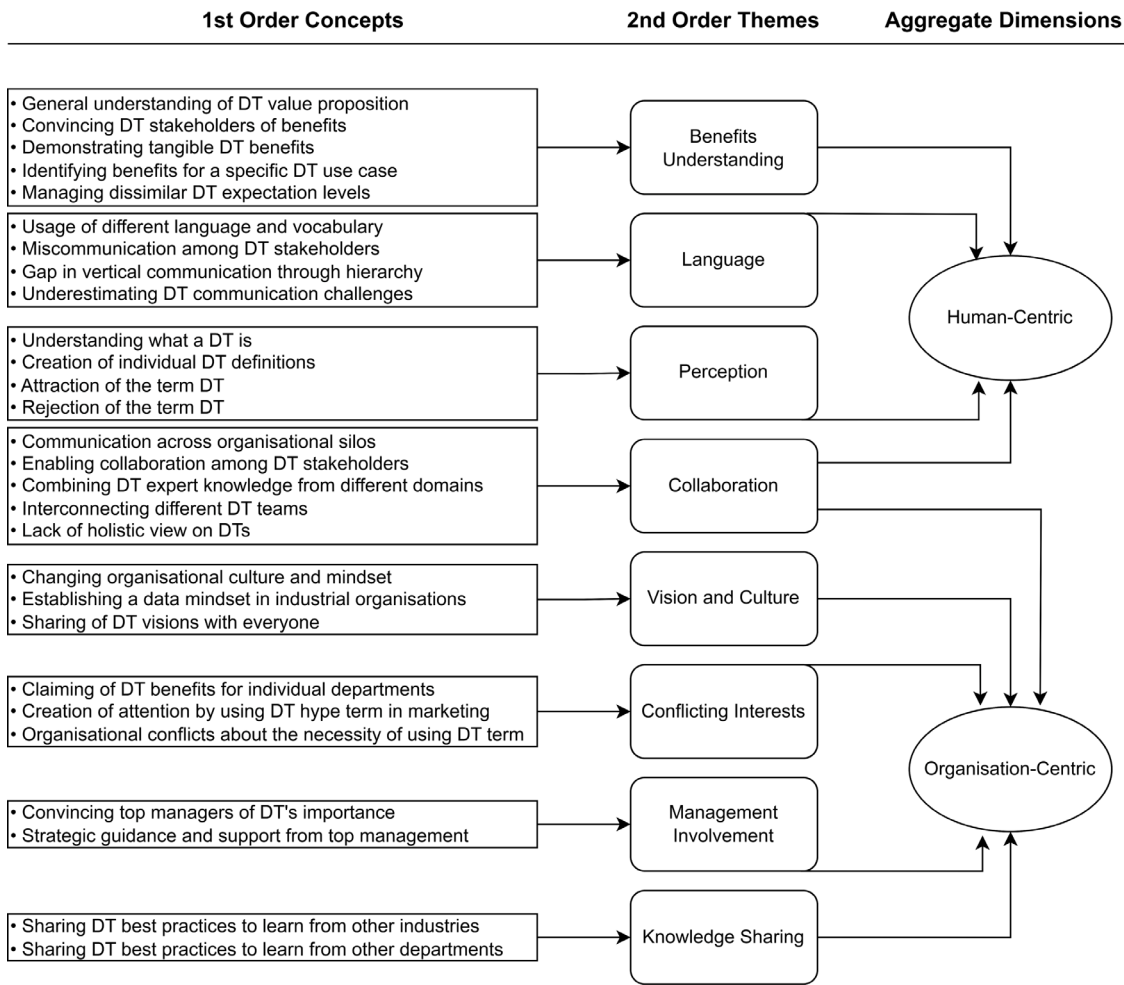 1st Order Concepts
2nd Order Themes
Aggregate Dimensions
• General understanding of DT value proposition
• Convincing DT stakeholders of benefits
• Demonstrating tangible DT benefits
• Identifying benefits for a specific DT use case
• Managing dissimilar DT expectation levels
Benefits
Understanding
• Usage of different language and vocabulary
• Miscommunication among DT stakeholders
• Gap in vertical communication through hierarchy
• Underestimating DT communication challenges
Language
Human-Centric
• Understanding what a DT is
• Creation of individual DT definitions
• Attraction of the term DT
• Rejection of the term DT
Perception
• Communication across organisational silos
• Enabling collaboration among DT stakeholders
• Combining DT expert knowledge from different domains
• Interconnecting different DT teams
• Lack of holistic view on DTs
Collaboration
• Changing organisational culture and mindset
• Establishing a data mindset in industrial organisations
• Sharing of DT visions with everyone
Vision and Culture
• Claiming of DT benefits for individual departments
• Creation of attention by using DT hype term in marketing
• Organisational conflicts about the necessity of using DT term
Conflicting Interests
Organisation-Centric
• Convincing top managers of DT's importance
• Strategic guidance and support from top management
Management
Involvement
• Sharing DT best practices to learn from other industries
• Sharing DT best practices to learn from other departments
Knowledge Sharing